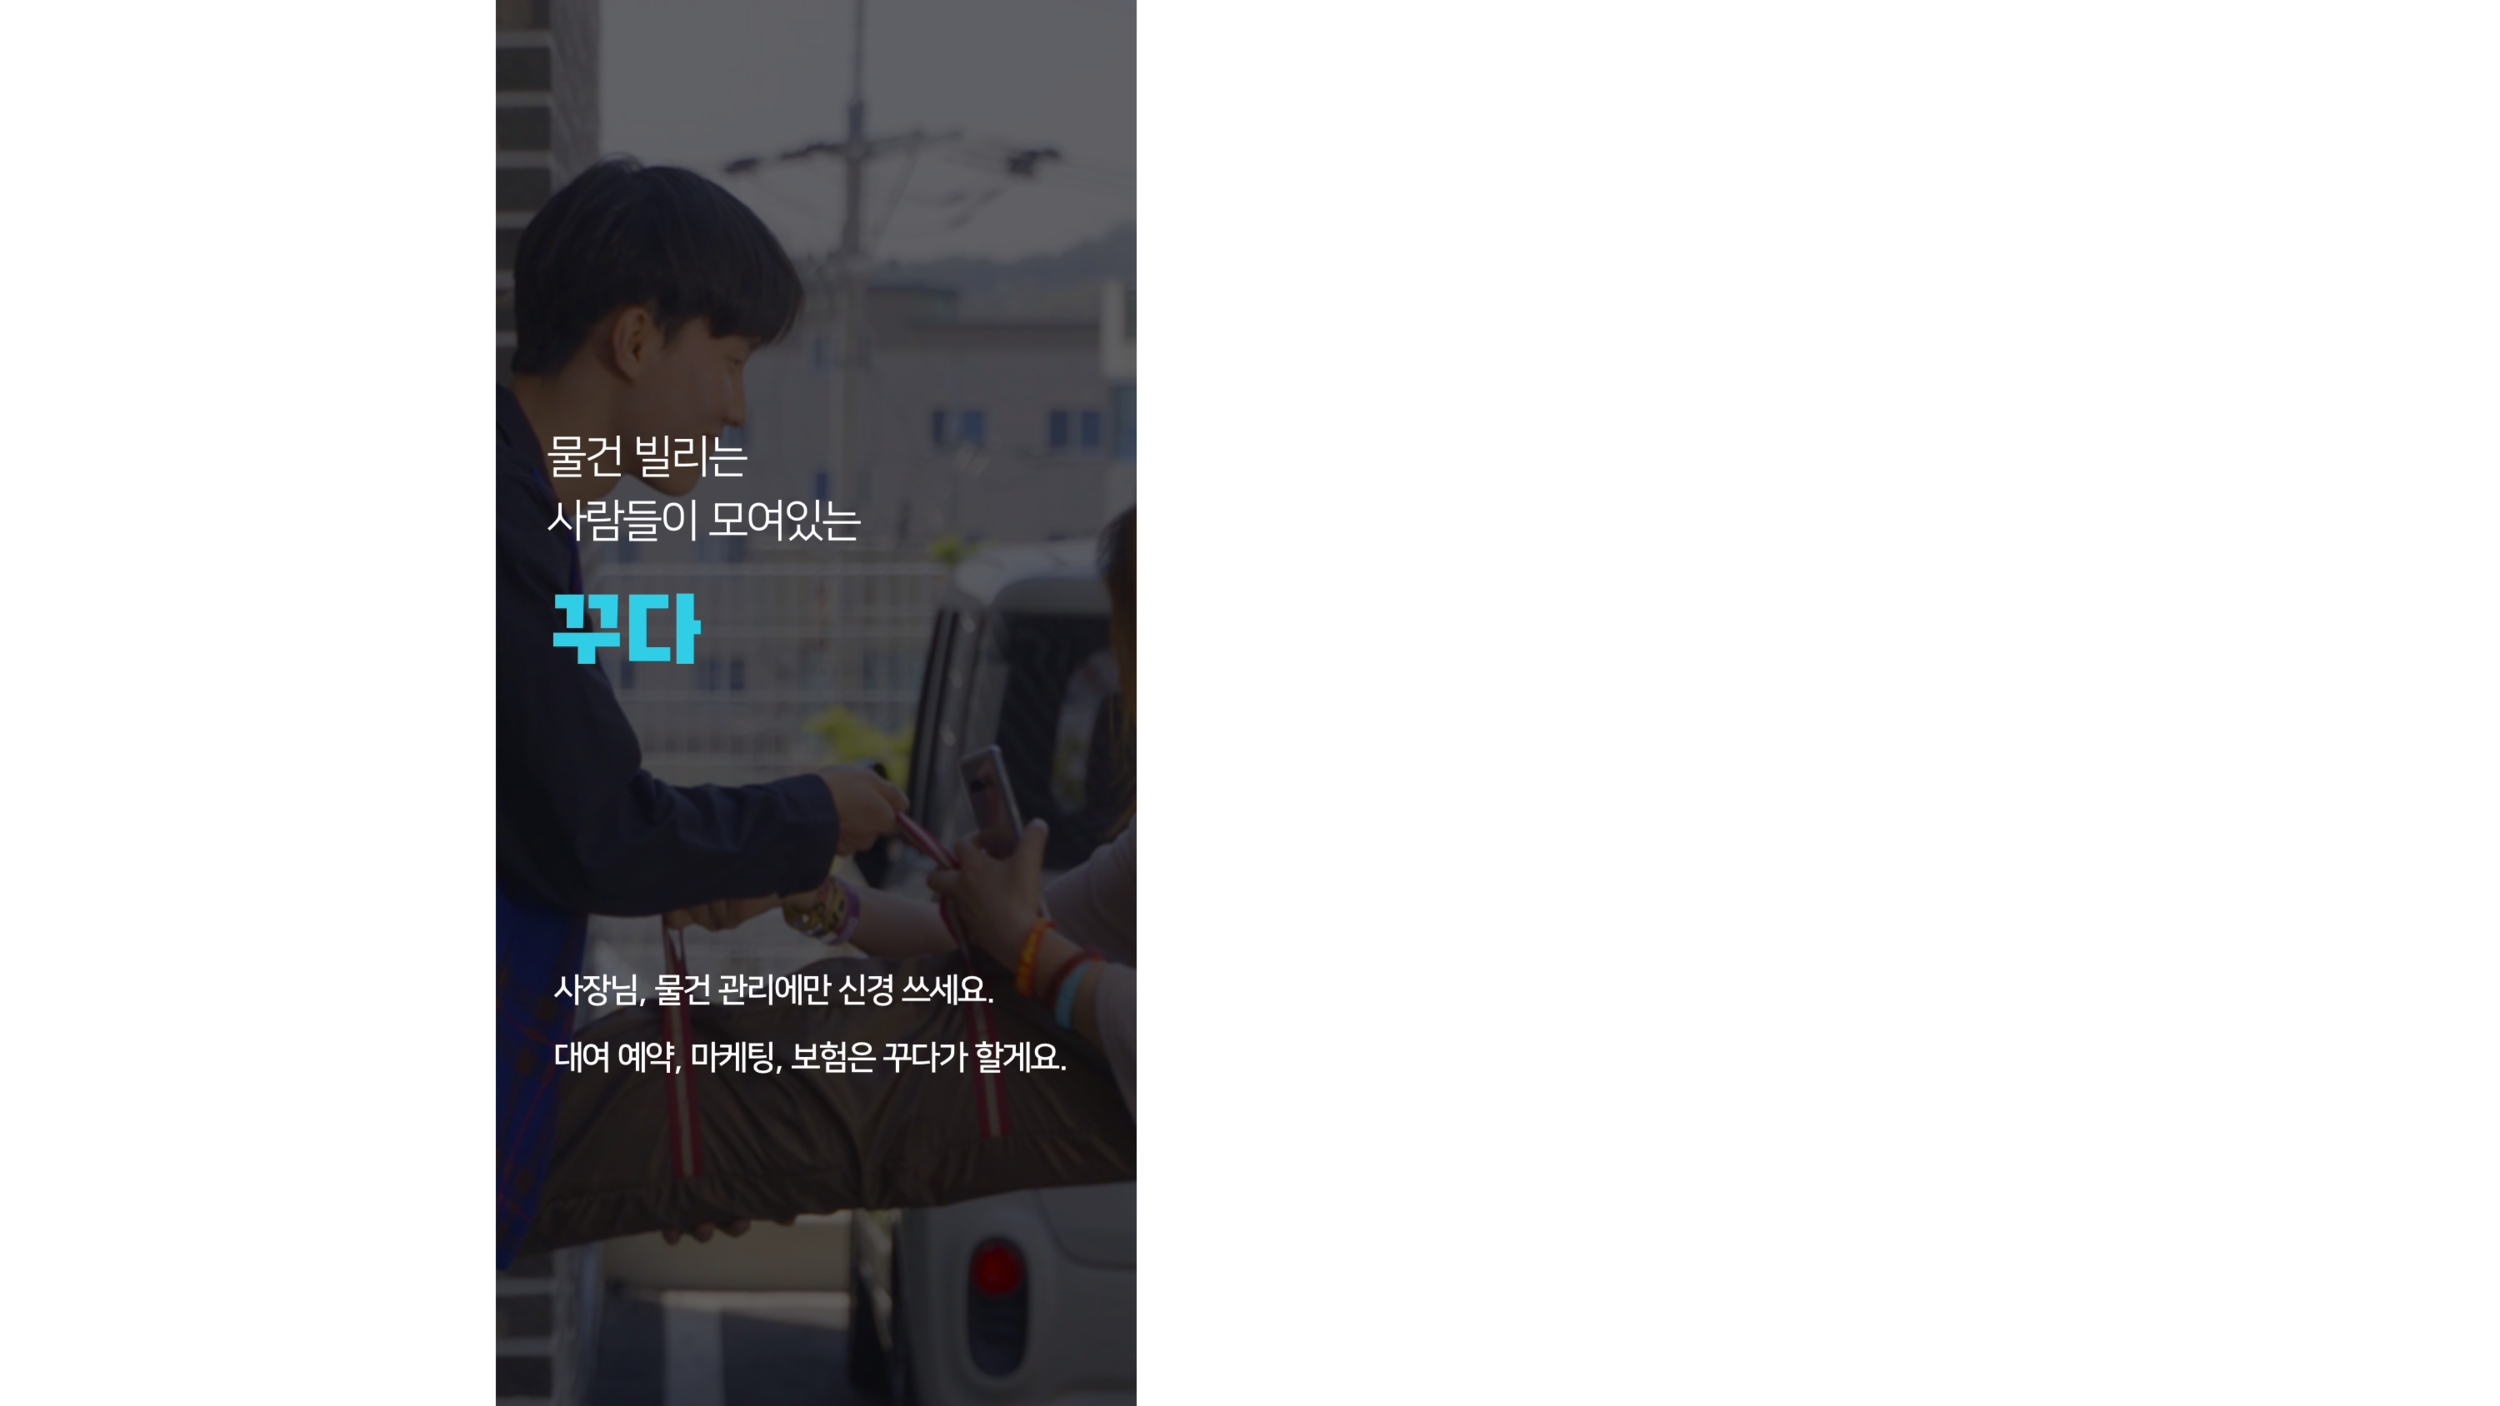 물건 빌리는
사람들이 모여있는
꾸다
사장님, 물건 관리에만 신경 쓰세요.
대여 예약, 마케팅, 보험은 꾸다가 할게요.